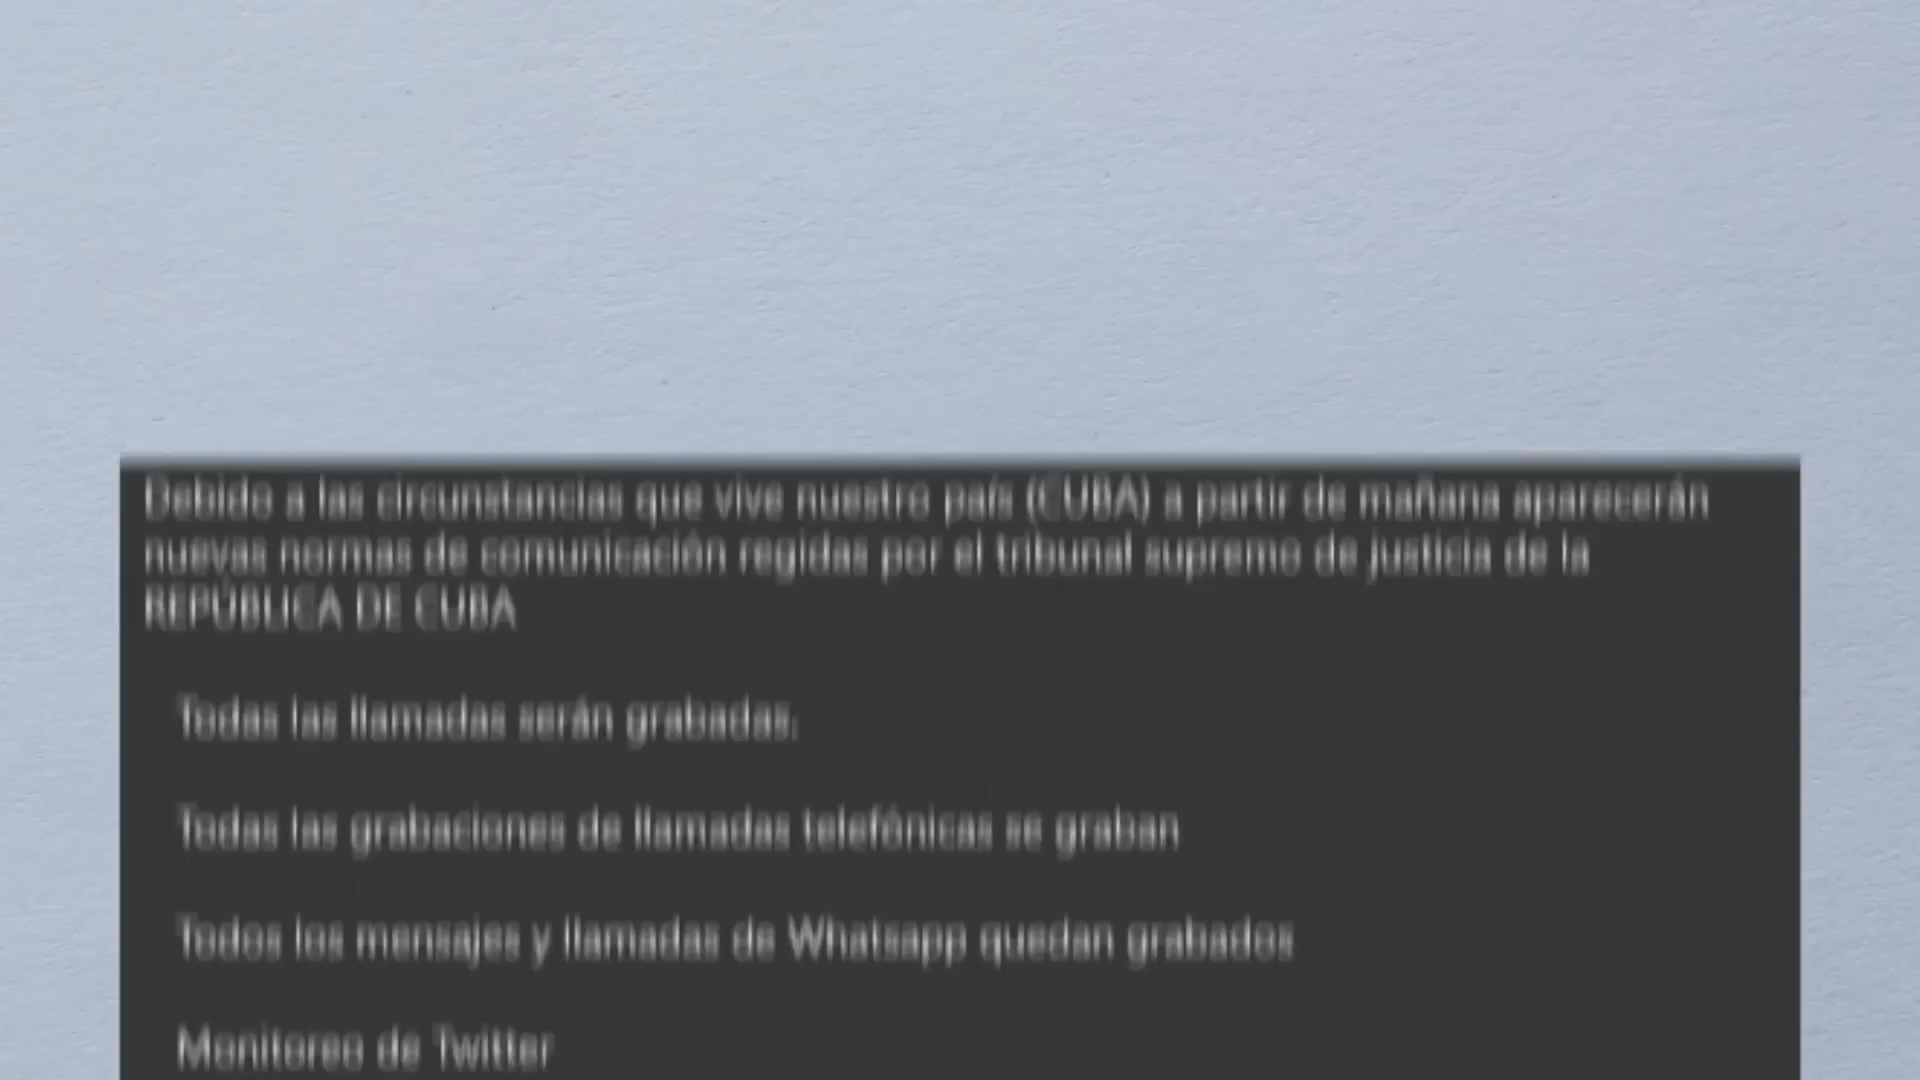 Debido a las circunstancias que vive nuestro país (CUBA) a partir de mañana aparecerán
nuevas normas de comunicación regidas por el tribunal supremo de justicia de la
REPÚBLICA DE CUBA
Todas las llamadas serán grabadas.
Todas las grabaciones de llamadas telefónicas se graban
Todos los mensajes y llamadas de Whatsapp quedan grabados
Monitoreo de Twitter